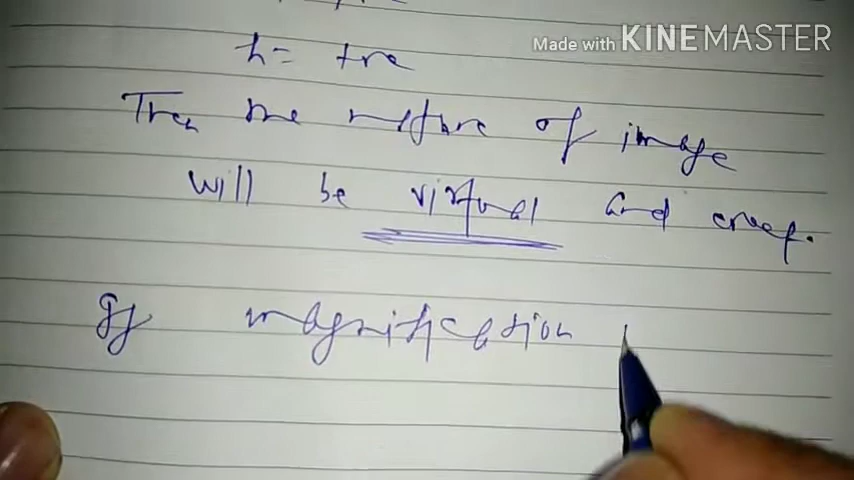 Made with KINEMASTER
h = +ve
Then the nature of image
will be virtual and erect.
If magnification